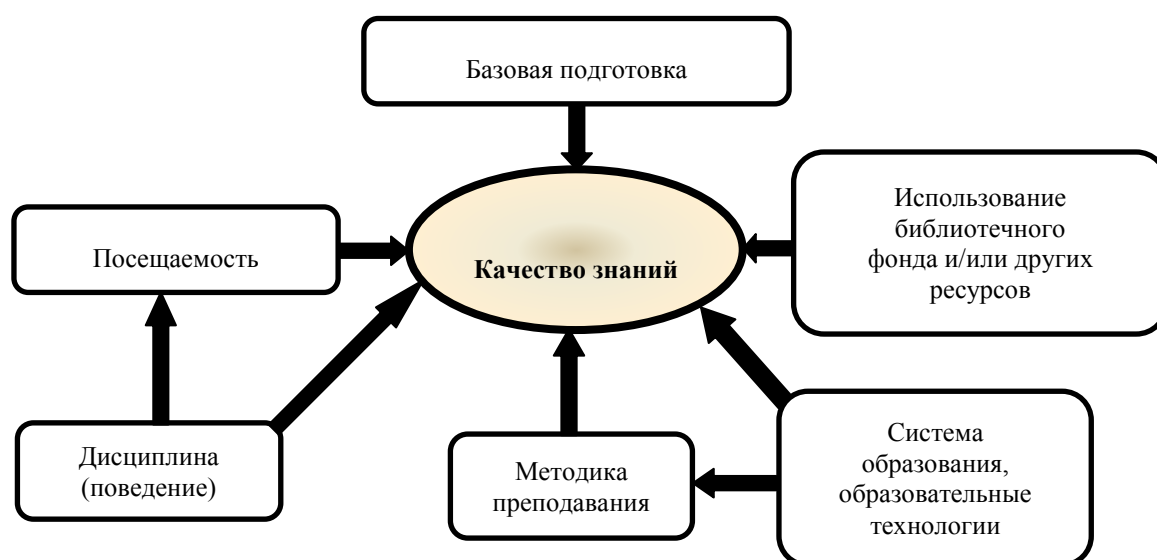 Базовая подготовка
Использование
библиотечного
фонда и/или других
ресурсов
Посещаемость
Качество знаний
Дисциплина
(поведение)
Методика
преподавания
Система
образования,
образовательные
технологии